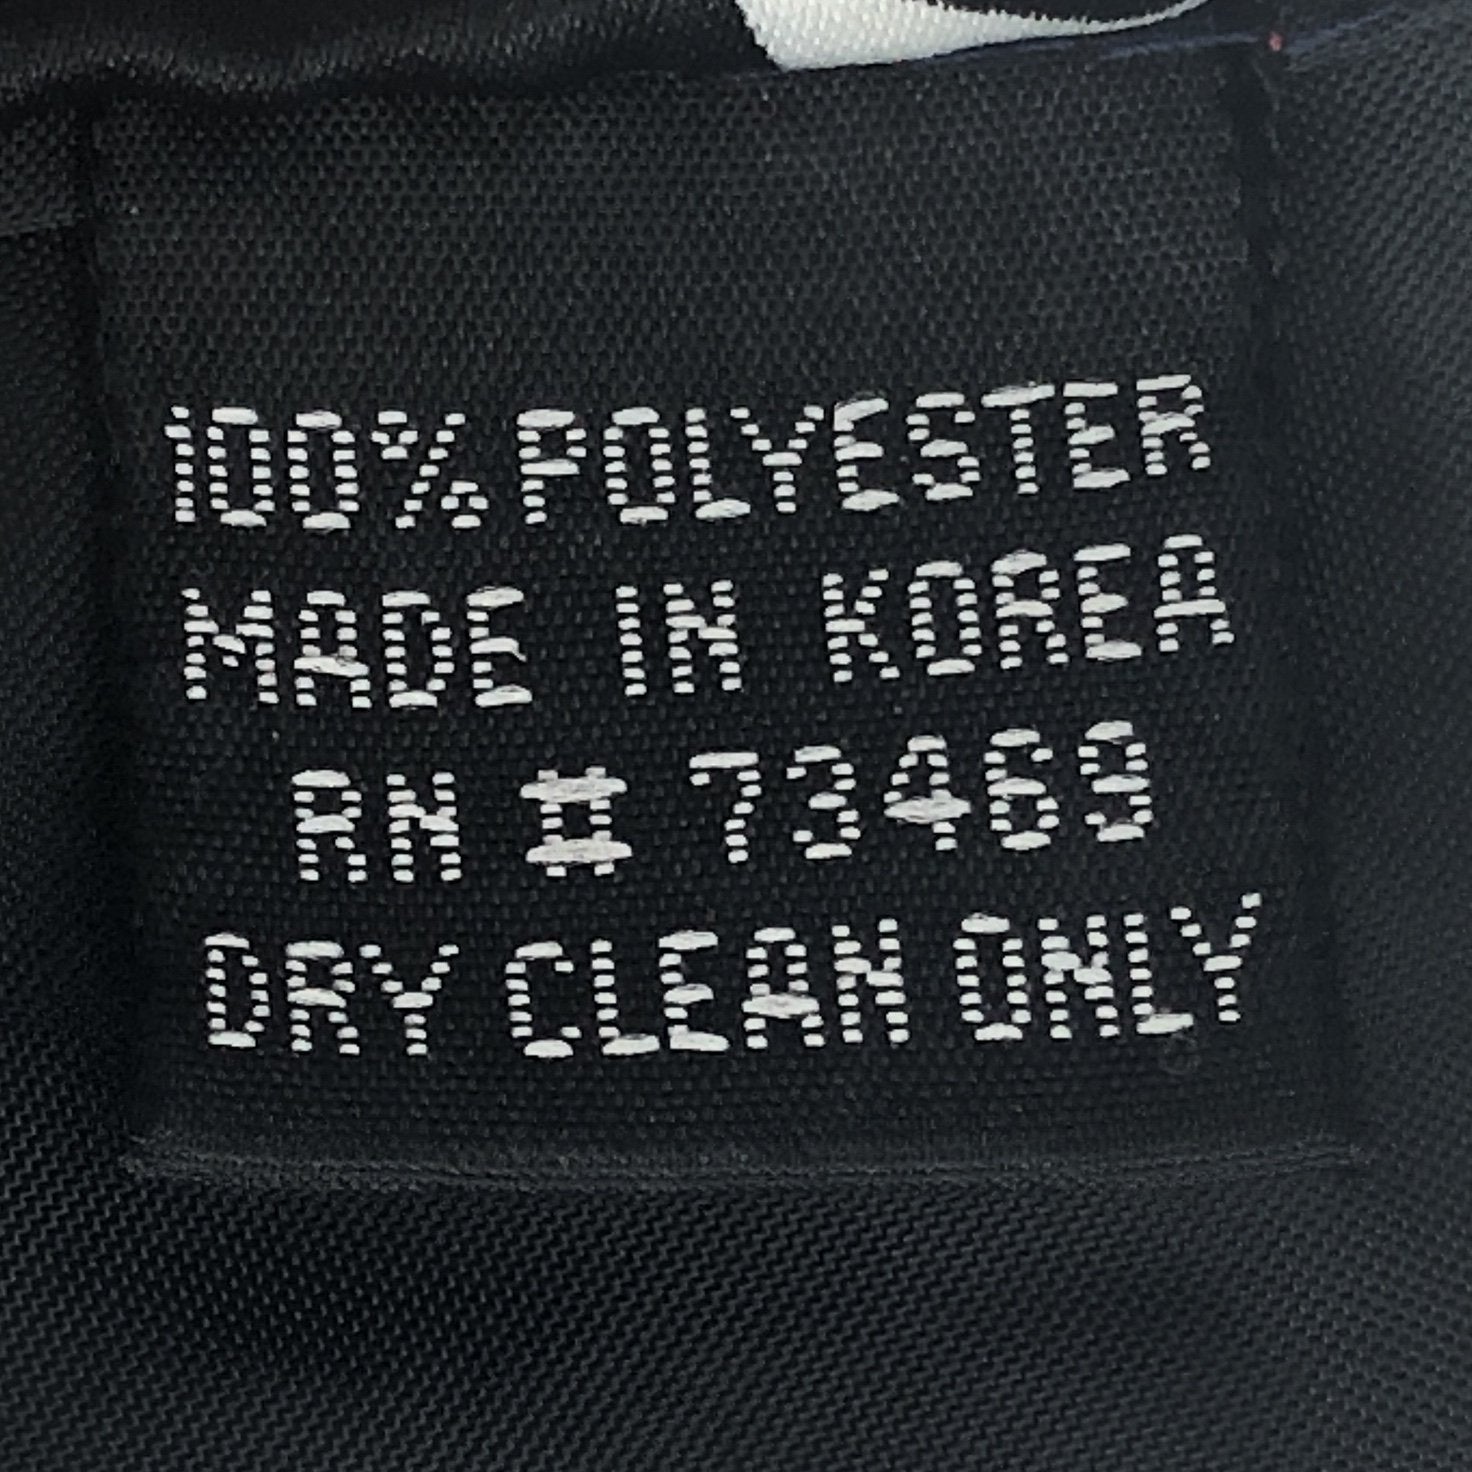 100% POLYESTER
MADE IN KOREA
RN # 73469
DRY CLEAN ONLY